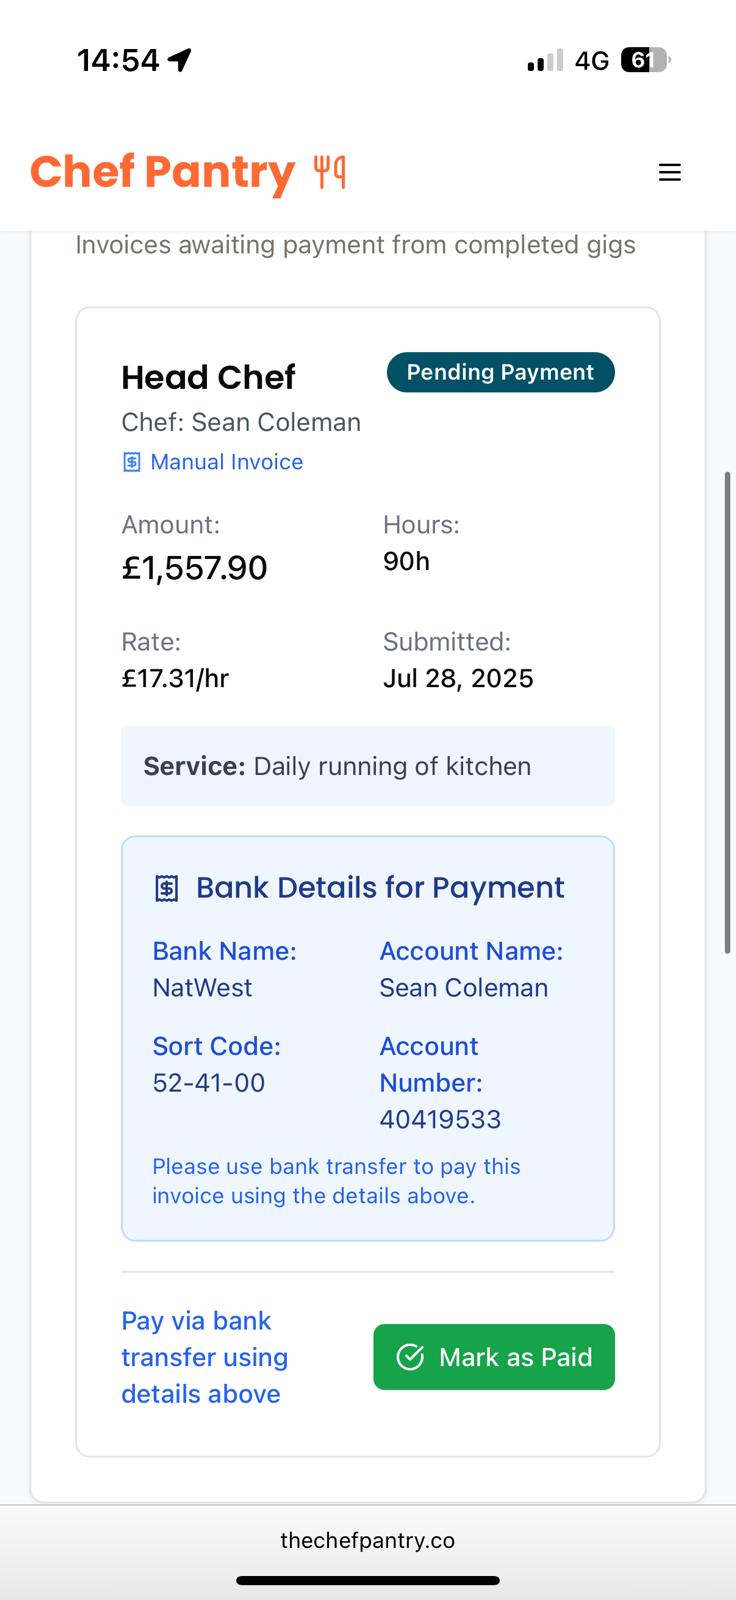 14:54
4G
61
Chef Pantry
Invoices awaiting payment from completed gigs
Head Chef
Pending Payment
Chef: Sean Coleman
Manual Invoice
Amount:
Hours:
£1,557.90
90h
Rate:
Submitted:
£17.31/hr
Jul 28, 2025
Service: Daily running of kitchen
Bank Details for Payment
Bank Name:
Account Name:
NatWest
Sean Coleman
Sort Code:
Account
Number:
52-41-00
40419533
Please use bank transfer to pay this
invoice using the details above.
Pay via bank
transfer using
details above
Mark as Paid
thechefpantry.co